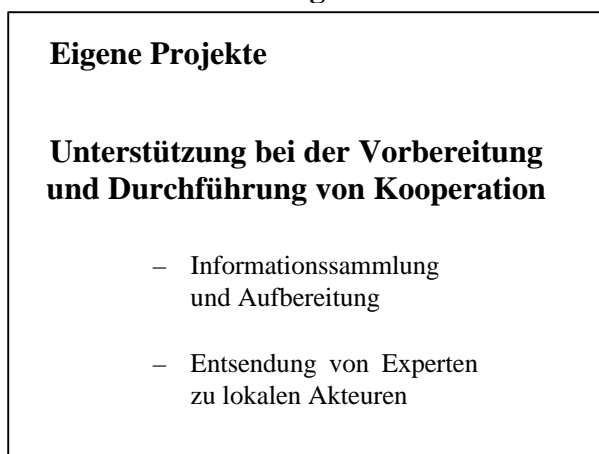 Eigene Projekte
Unterstützung bei der Vorbereitung
und Durchführung von Kooperation
– Informationssammlung
und Aufbereitung
– Entsendung von Experten
zu lokalen Akteuren